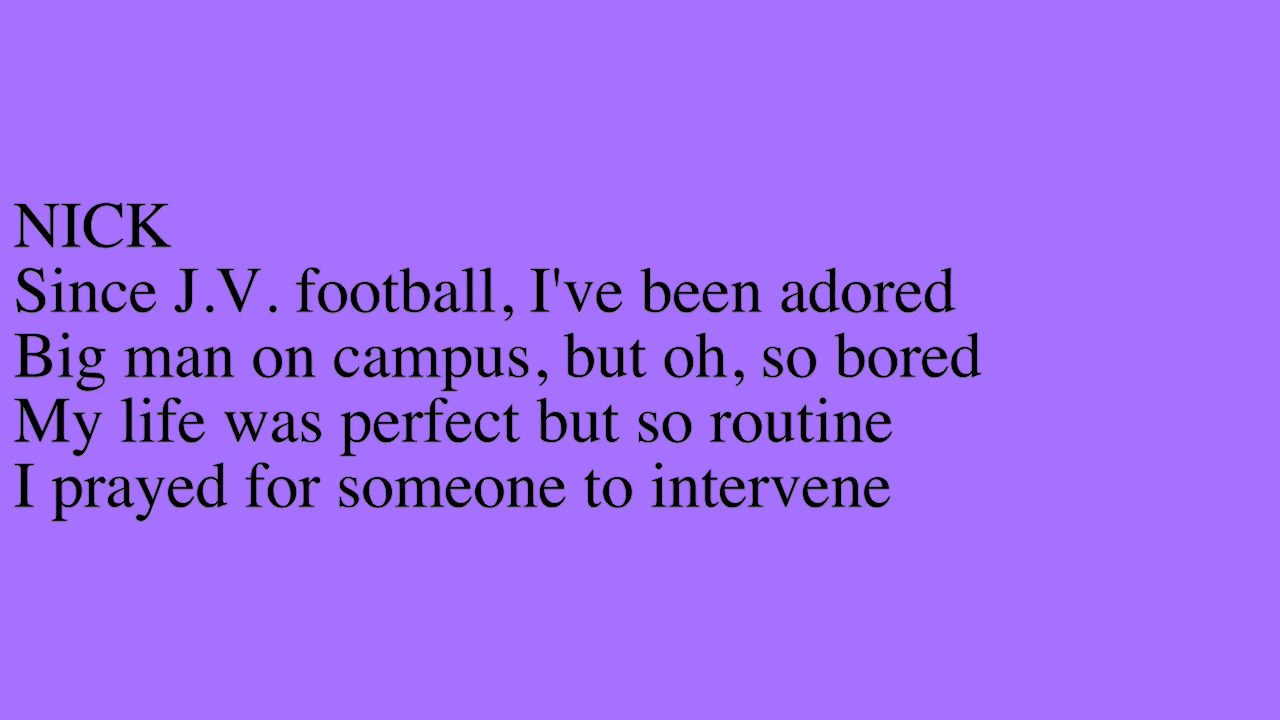 NICK
Since J.V. football, I've been adored
Big man on campus, but oh, so bored
My life was perfect but so routine
I prayed for someone to intervene